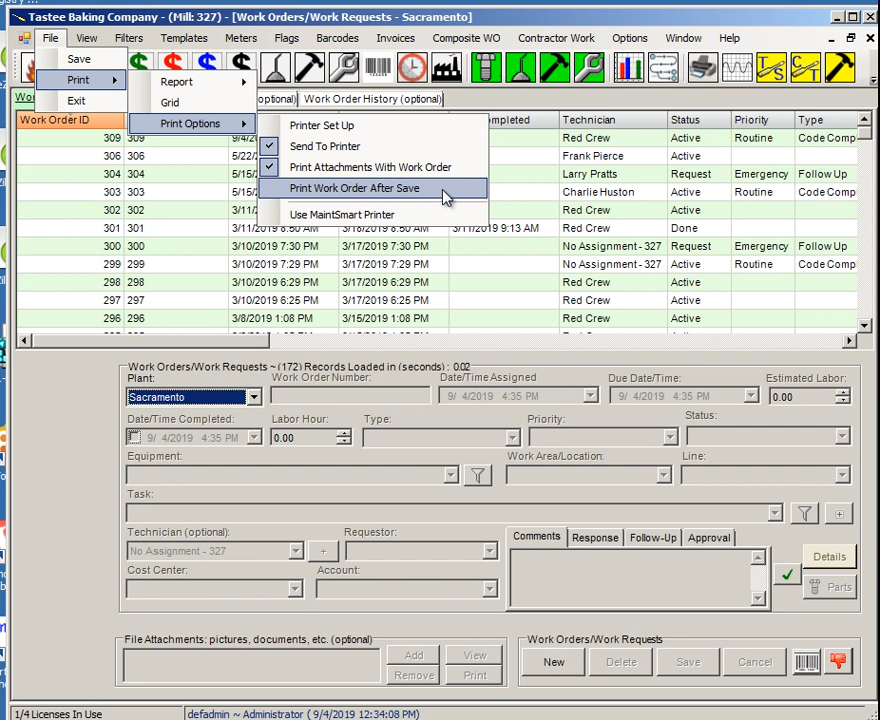 Tastee Baking Company - (Mill: 327) - [Work Orders/Work Requests - Sacramento]
File View Filters Templates Meters Flags Barcodes Invoices Composite WO Contractor Work Options Window Help
Save
Print
Exit
Report
Grid
Print Options
Printer Set Up
Send To Printer
Print Attachments With Work Order
Print Work Order After Save
Use MaintSmart Printer
optional) Work Order History (optional)
Work Order ID Technician Status Priority Type
309 309 9/4/2 Red Crew Active Routine Code Comp
306 306 5/22/ Frank Pierce Active
304 304 5/15/ Larry Pratts Active Emergency Follow Up
303 303 5/15/ Charlie Huston Active Routine
302 302 3/11/ Red Crew Active
301 301 3/11/2019 8:50 AM 3/18/2019 8:50 AM 3/11/2019 9:13 AM Red Crew Done
300 300 3/10/2019 7:30 PM 3/17/2019 7:30 PM No Assignment - 327 Request Emergency Follow Up
299 299 3/10/2019 7:29 PM 3/17/2019 7:29 PM No Assignment - 327 Active Routine Code Comp
298 298 3/10/2019 6:29 PM 3/17/2019 6:29 PM Red Crew Active
297 297 3/10/2019 6:25 PM 3/17/2019 6:25 PM Red Crew Active
296 296 3/8/2019 1:08 PM 3/15/2019 1:08 PM Red Crew Active
Work Orders/Work Requests ~ (172) Records Loaded in (seconds) : 0.02
Plant: Work Order Number: Date/Time Assigned Due Date/Time: Estimated Labor:
Sacramento 9/ 4/2019 4:35 PM 9/ 4/2019 4:35 PM 0.00
Date/Time Completed: Labor Hour: Type: Priority: Status:
9/ 4/2019 4:35 PM 0.00
Equipment: Work Area/Location: Line:
Task:
Technician (optional): Requestor:
No Assignment - 327 +
Cost Center: Account:
Comments Response Follow-Up Approval
Details
Parts
File Attachments: pictures, documents, etc. (optional)
Add View
Remove Print
Work Orders/Work Requests
New Delete Save Cancel
1/4 Licenses In Use defadmin ~ Administrator ( 9/4/2019 12:34:08 PM)